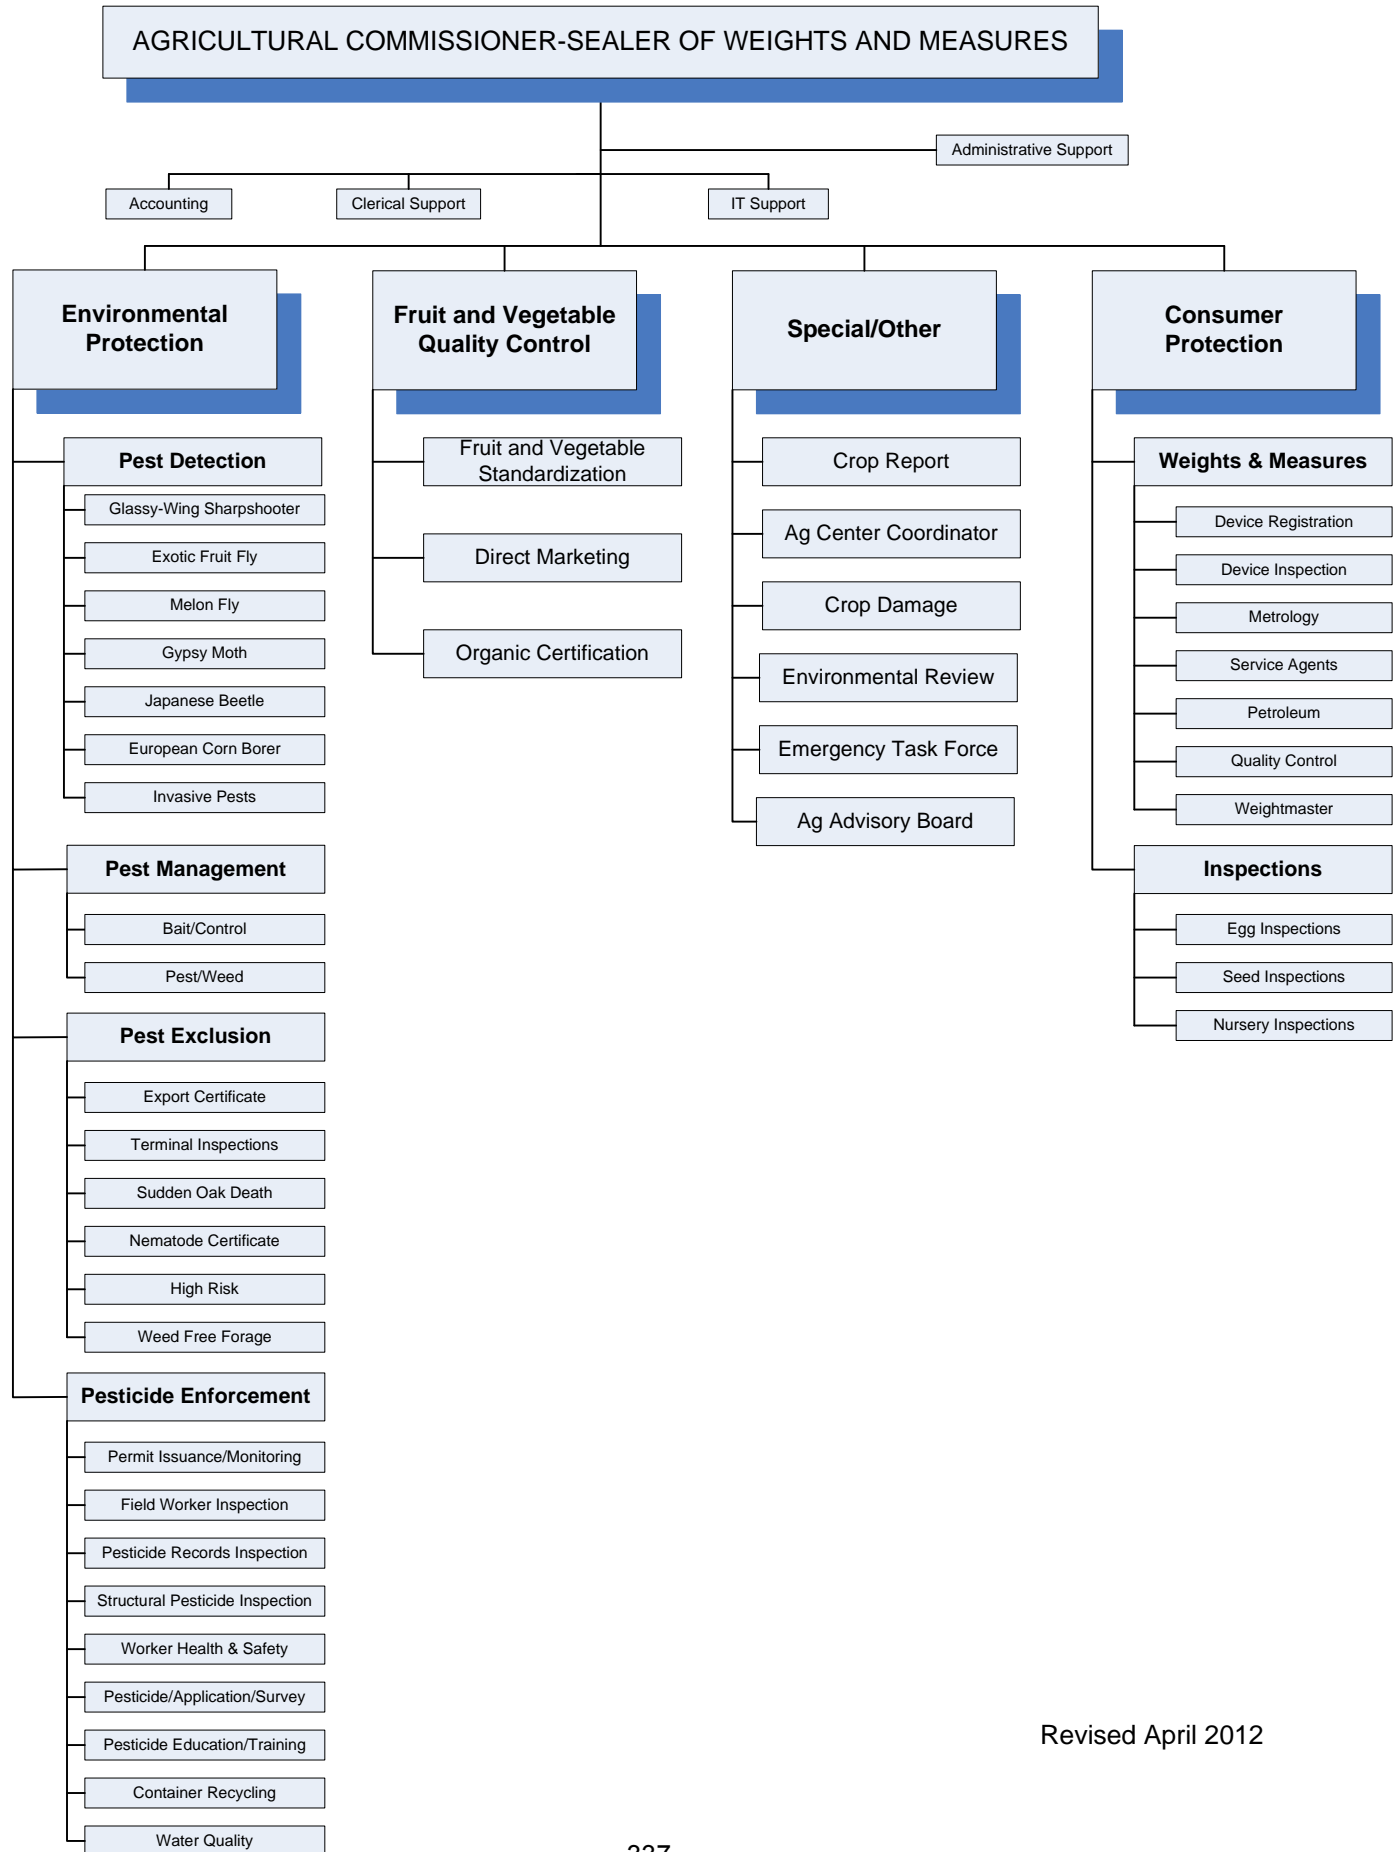 AGRICULTURAL COMMISSIONER-SEALER OF WEIGHTS AND MEASURES
Administrative Support
Accounting
Clerical Support
IT Support
Environmental
Protection
Pest Detection
Glassy-Wing Sharpshooter
Exotic Fruit Fly
Melon Fly
Gypsy Moth
Japanese Beetle
European Corn Borer
Invasive Pests
Pest Management
Bait/Control
Pest/Weed
Pest Exclusion
Export Certificate
Terminal Inspections
Sudden Oak Death
Nematode Certificate
High Risk
Weed Free Forage
Pesticide Enforcement
Permit Issuance/Monitoring
Field Worker Inspection
Pesticide Records Inspection
Structural Pesticide Inspection
Worker Health & Safety
Pesticide/Application/Survey
Pesticide Education/Training
Container Recycling
Water Quality
Fruit and Vegetable
Quality Control
Fruit and Vegetable
Standardization
Direct Marketing
Organic Certification
Special/Other
Crop Report
Ag Center Coordinator
Crop Damage
Environmental Review
Emergency Task Force
Ag Advisory Board
Consumer
Protection
Weights & Measures
Device Registration
Device Inspection
Metrology
Service Agents
Petroleum
Quality Control
Weightmaster
Inspections
Egg Inspections
Seed Inspections
Nursery Inspections
Revised April 2012